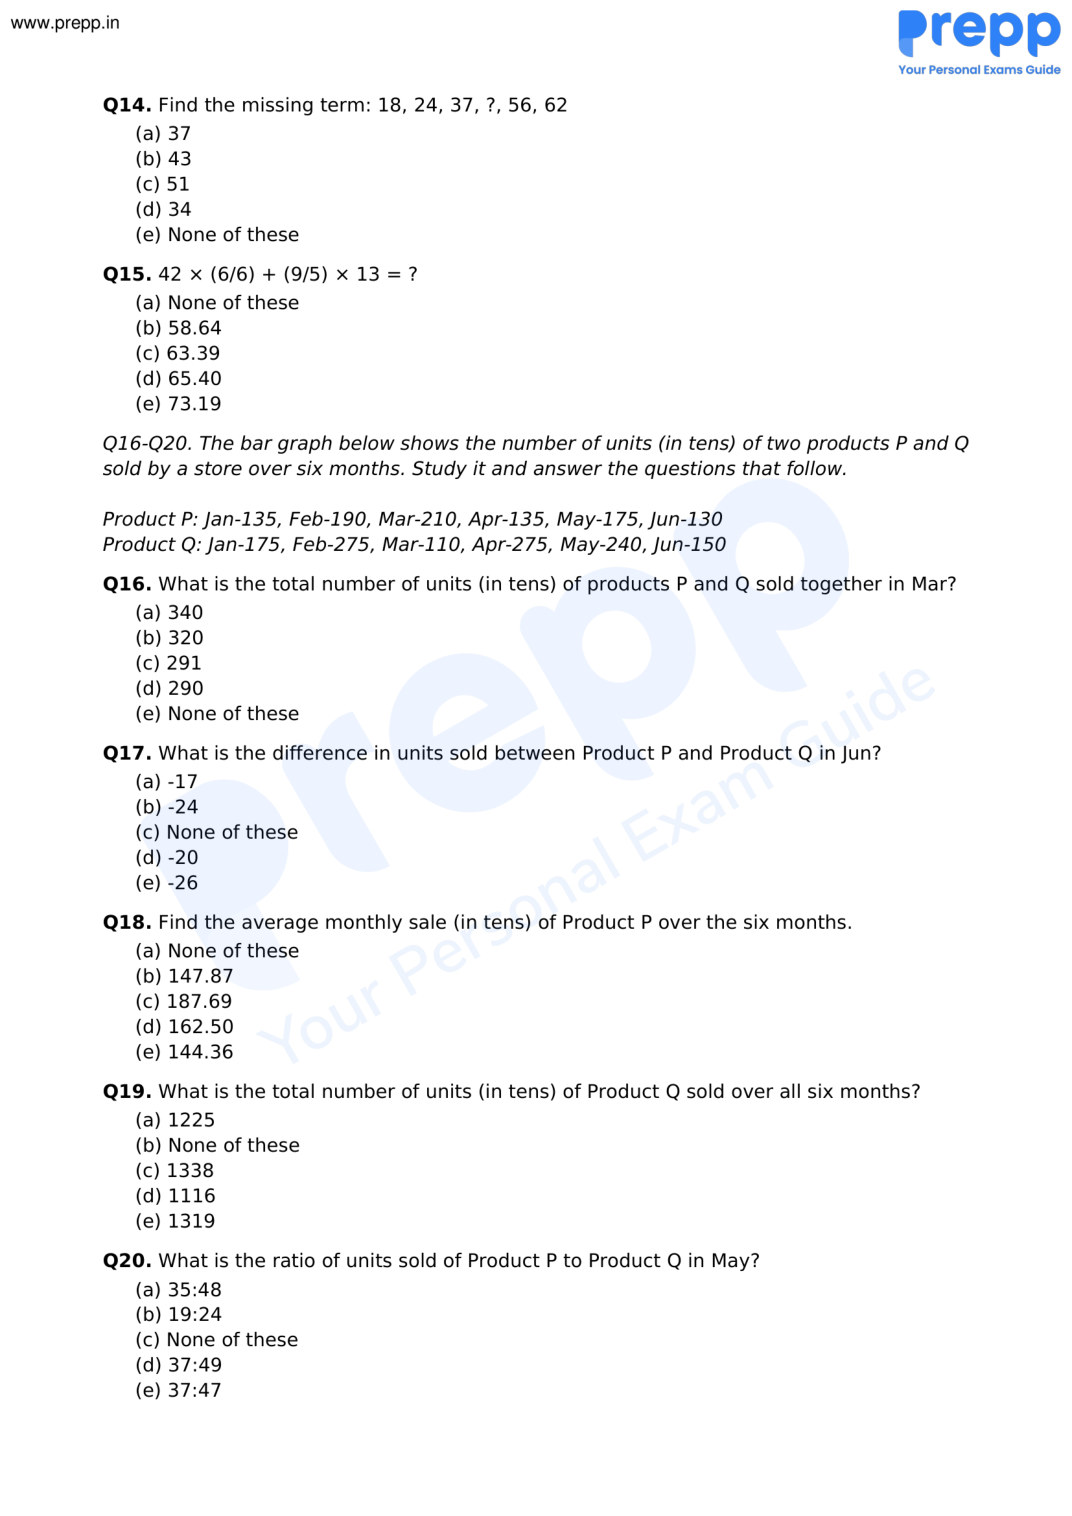 www.prepp.in
Prepp
Your Personal Exams Guide
Q14. Find the missing term: 18, 24, 37, ?, 56, 62
(a) 37
(b) 43
(c) 51
(d) 34
(e) None of these
Q15. 42 × (6/6) + (9/5) × 13 = ?
(a) None of these
(b) 58.64
(c) 63.39
(d) 65.40
(e) 73.19
Q16-Q20. The bar graph below shows the number of units (in tens) of two products P and Q
sold by a store over six months. Study it and answer the questions that follow.
Product P: Jan-135, Feb-190, Mar-210, Apr-135, May-175, Jun-130
Product Q: Jan-175, Feb-275, Mar-110, Apr-275, May-240, Jun-150
Q16. What is the total number of units (in tens) of products P and Q sold together in Mar?
(a) 340
(b) 320
(c) 291
(d) 290
(e) None of these
Q17. What is the difference in units sold between Product P and Product Q in Jun?
(a) -17
(b) -24
(c) None of these
(d) -20
(e) -26
Q18. Find the average monthly sale (in tens) of Product P over the six months.
(a) None of these
(b) 147.87
(c) 187.69
(d) 162.50
(e) 144.36
Q19. What is the total number of units (in tens) of Product Q sold over all six months?
(a) 1225
(b) None of these
(c) 1338
(d) 1116
(e) 1319
Q20. What is the ratio of units sold of Product P to Product Q in May?
(a) 35:48
(b) 19:24
(c) None of these
(d) 37:49
(e) 37:47
prepp
Your Personal Exam Guide